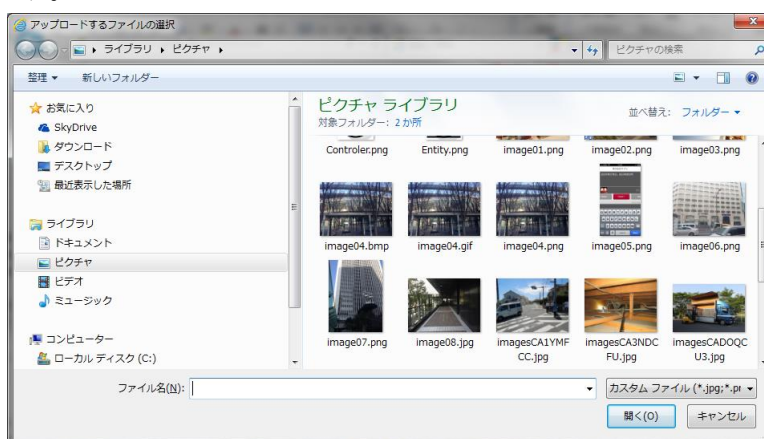 アップロードするファイルの選択
ライブラリ ピクチャ
ピクチャの検索
整理 新しいフォルダー
お気に入り
SkyDrive
ダウンロード
デスクトップ
最近表示した場所
ライブラリ
ドキュメント
ピクチャ
ビデオ
ミュージック
コンピューター
ローカル ディスク (C:)
ピクチャ ライブラリ
対象フォルダー: 2 か所
並べ替え: フォルダー
Controler.png Entity.png image01.png image02.png image03.png
image04.bmp image04.gif image04.png image05.png image06.png
image07.png image08.jpg imagesCA1YMF imagesCA3NDC imagesCADOQC
CC.jpg FU.jpg U3.jpg
ファイル名(N):
カスタム ファイル (*.jpg;*.pr
開く(O) キャンセル